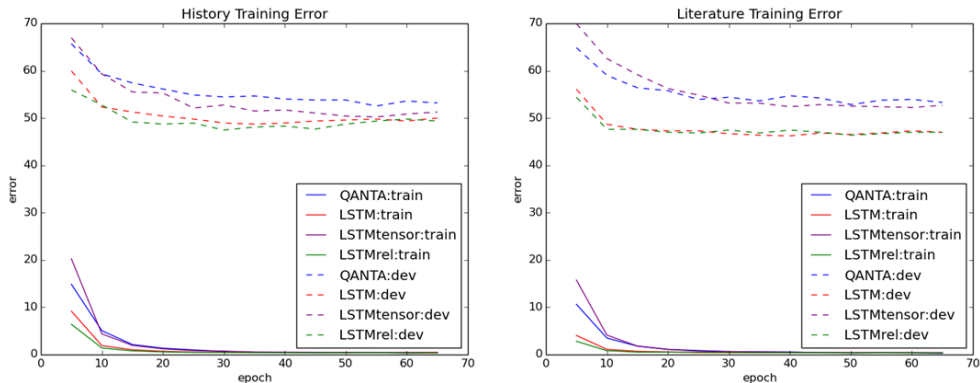 History Training Error
70
60
50
40
30
20
10
0
error
0 10 20 30 40 50 60 70
epoch
QANTA:train
LSTM:train
LSTMtensor:train
LSTMrel:train
QANTA:dev
LSTM:dev
LSTMtensor:dev
LSTMrel:dev
Literature Training Error
70
60
50
40
30
20
10
0
error
0 10 20 30 40 50 60 70
epoch
QANTA:train
LSTM:train
LSTMtensor:train
LSTMrel:train
QANTA:dev
LSTM:dev
LSTMtensor:dev
LSTMrel:dev